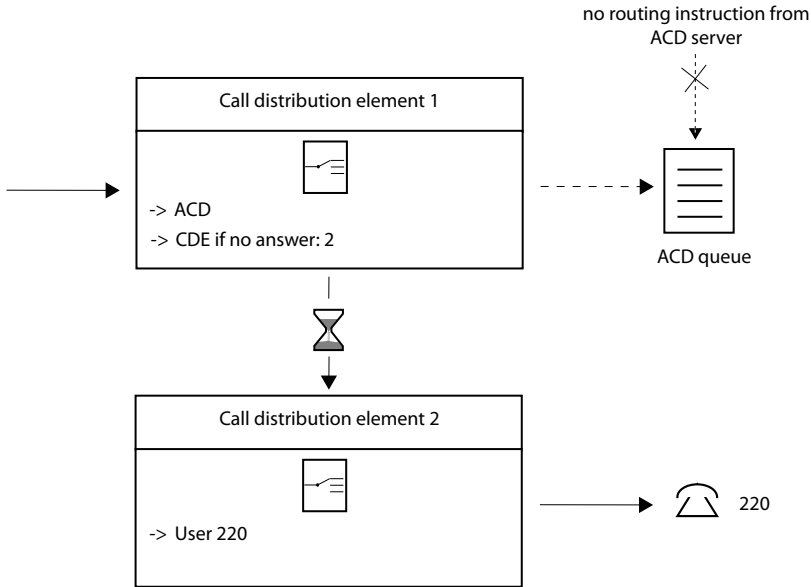 no routing instruction from
ACD server
Call distribution element 1
-> ACD
-> CDE if no answer: 2
ACD queue
Call distribution element 2
-> User 220
220